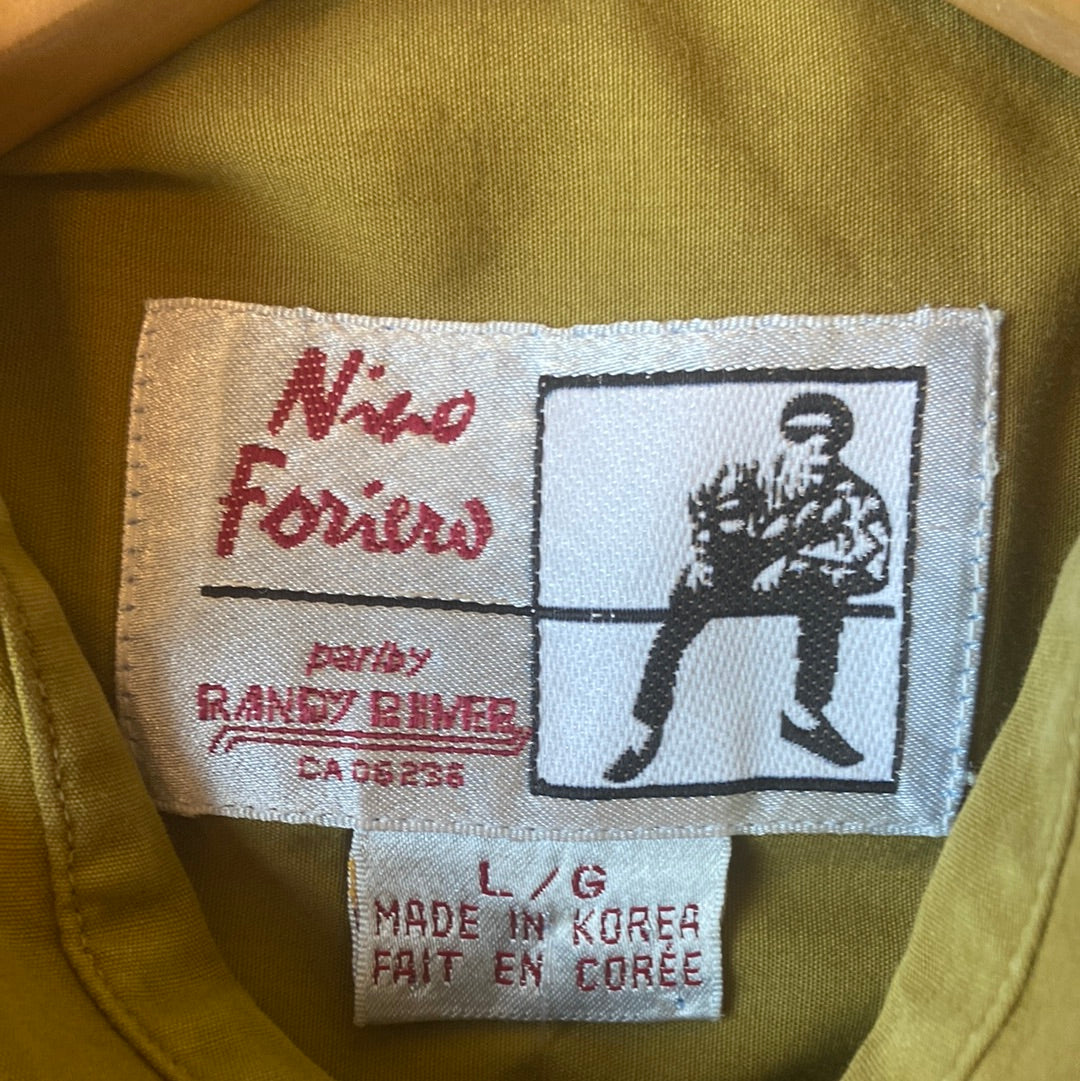 Nino
Foriero
par/by
RANDY RIVER
CA 06236
L/G
MADE IN KOREA
FAIT EN CORÉE